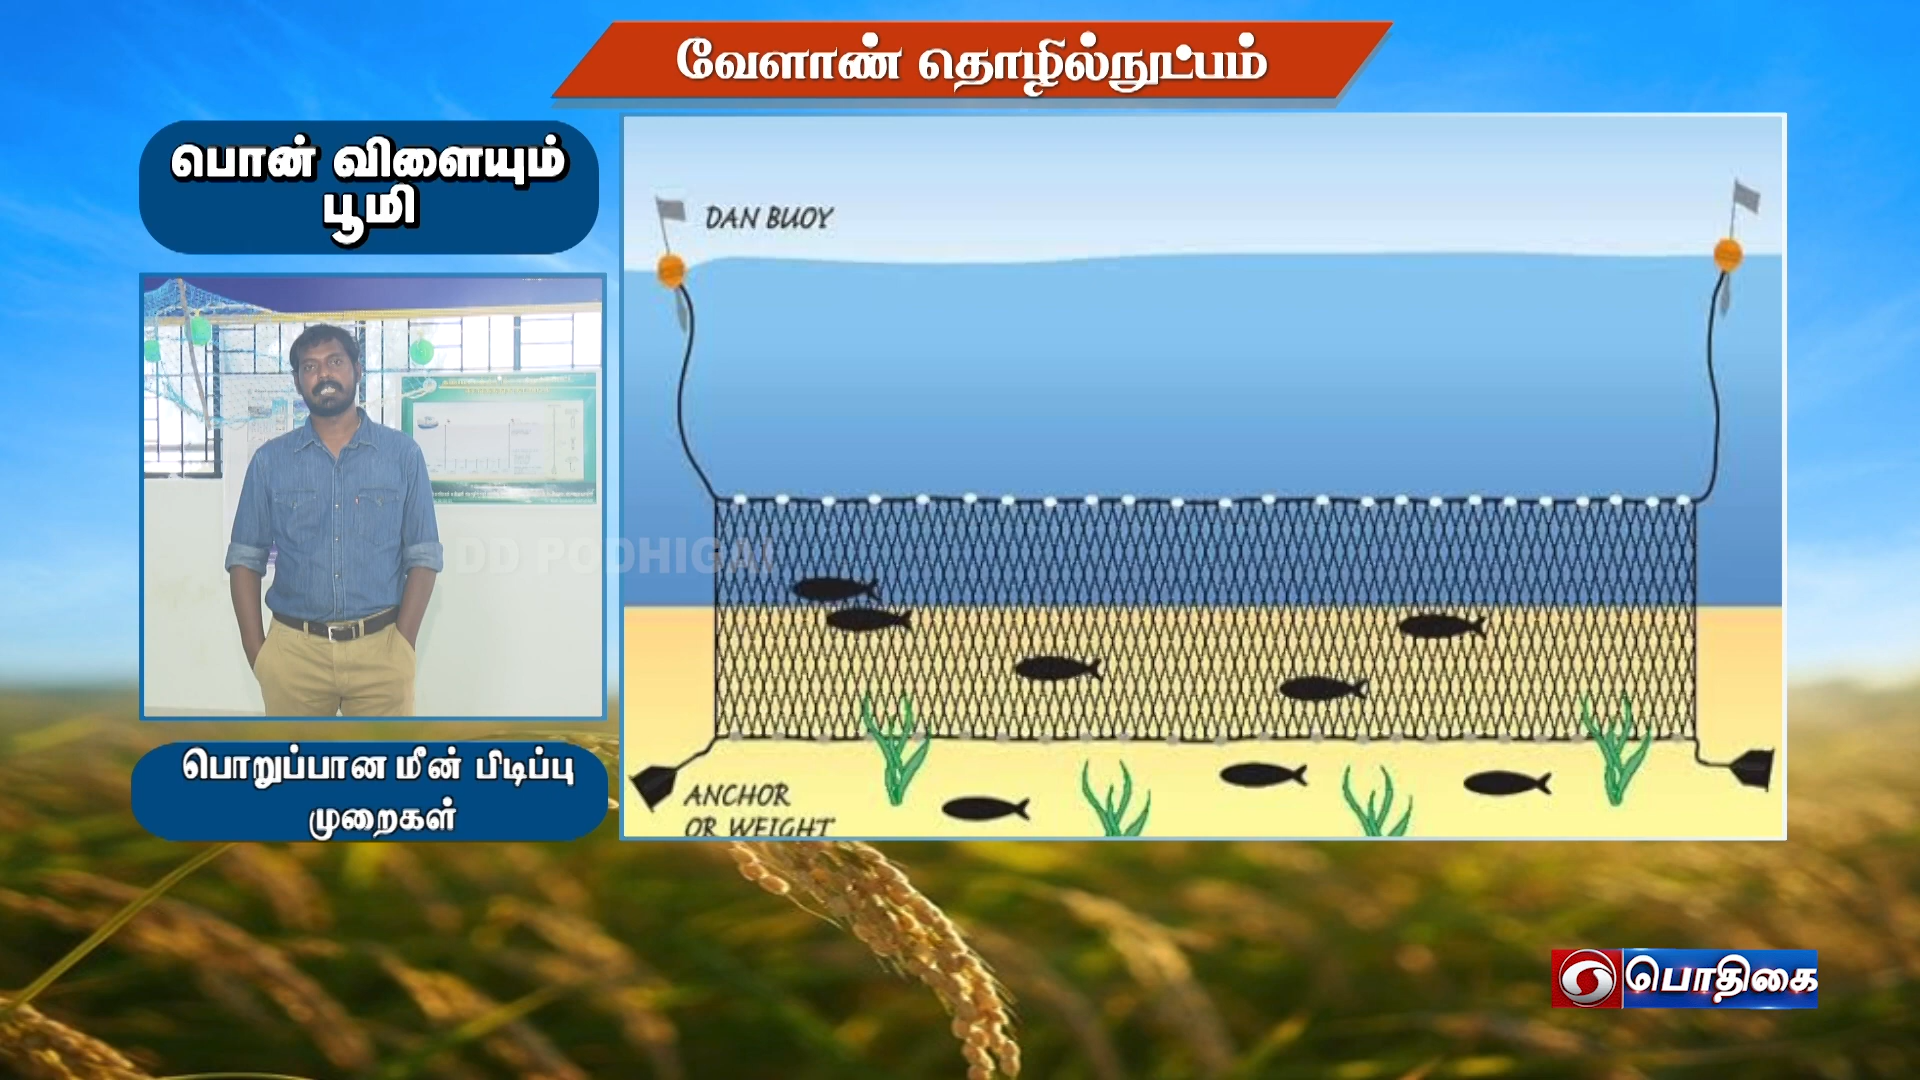 வேளாண் தொழில்நுட்பம்
பொன் விளையும்
பூமி
DAN BUOY
DD PODHIGAI
பொறுப்பான மீன் பிடிப்பு
முறைகள்
ANCHOR
OR WEIGHT
பொதிகை